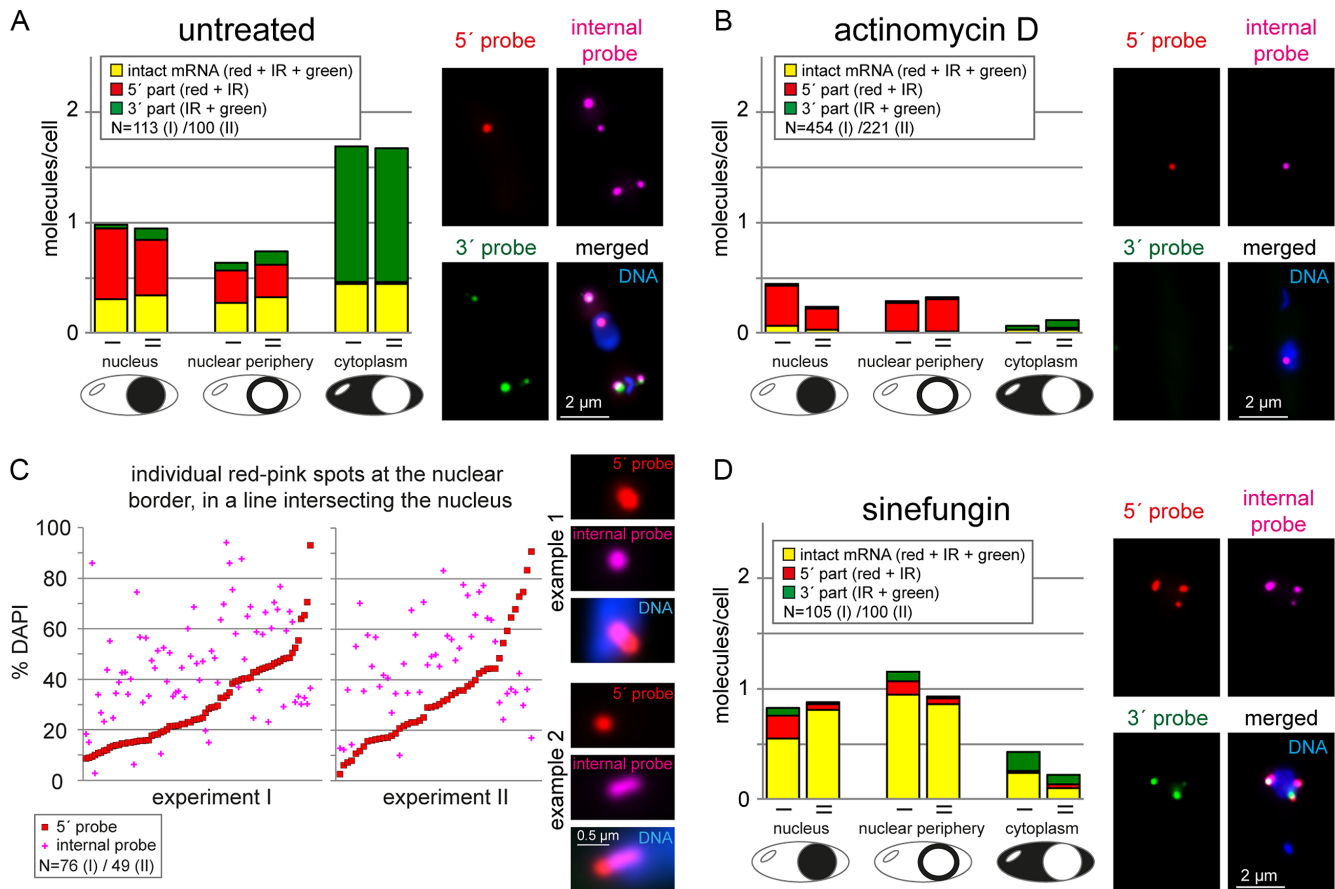 A
untreated
intact mRNA (red + IR + green)
5´ part (red + IR)
3´ part (IR + green)
N=113 (I) /100 (II)
molecules/cell
2
1
0
I
II
I
II
I
II
nucleus
nuclear periphery
cytoplasm
5´ probe
internal
probe
3´ probe
merged
DNA
2 µm
B
actinomycin D
intact mRNA (red + IR + green)
5´ part (red + IR)
3´ part (IR + green)
N=454 (I) /221 (II)
molecules/cell
2
1
0
I
II
I
II
I
II
nucleus
nuclear periphery
cytoplasm
5´ probe
internal
probe
3´ probe
merged
DNA
2 µm
C
individual red-pink spots at the nuclear
border, in a line intersecting the nucleus
% DAPI
100
80
60
40
20
0
experiment I
experiment II
5´ probe
internal probe
N=76 (I) / 49 (II)
example 1
5´ probe
internal probe
DNA
example 2
5´ probe
internal probe
0.5 µm
DNA
D
sinefungin
intact mRNA (red + IR + green)
5´ part (red + IR)
3´ part (IR + green)
N=105 (I) /100 (II)
molecules/cell
2
1
0
I
II
I
II
I
II
nucleus
nuclear periphery
cytoplasm
5´ probe
internal
probe
3´ probe
merged
DNA
2 µm